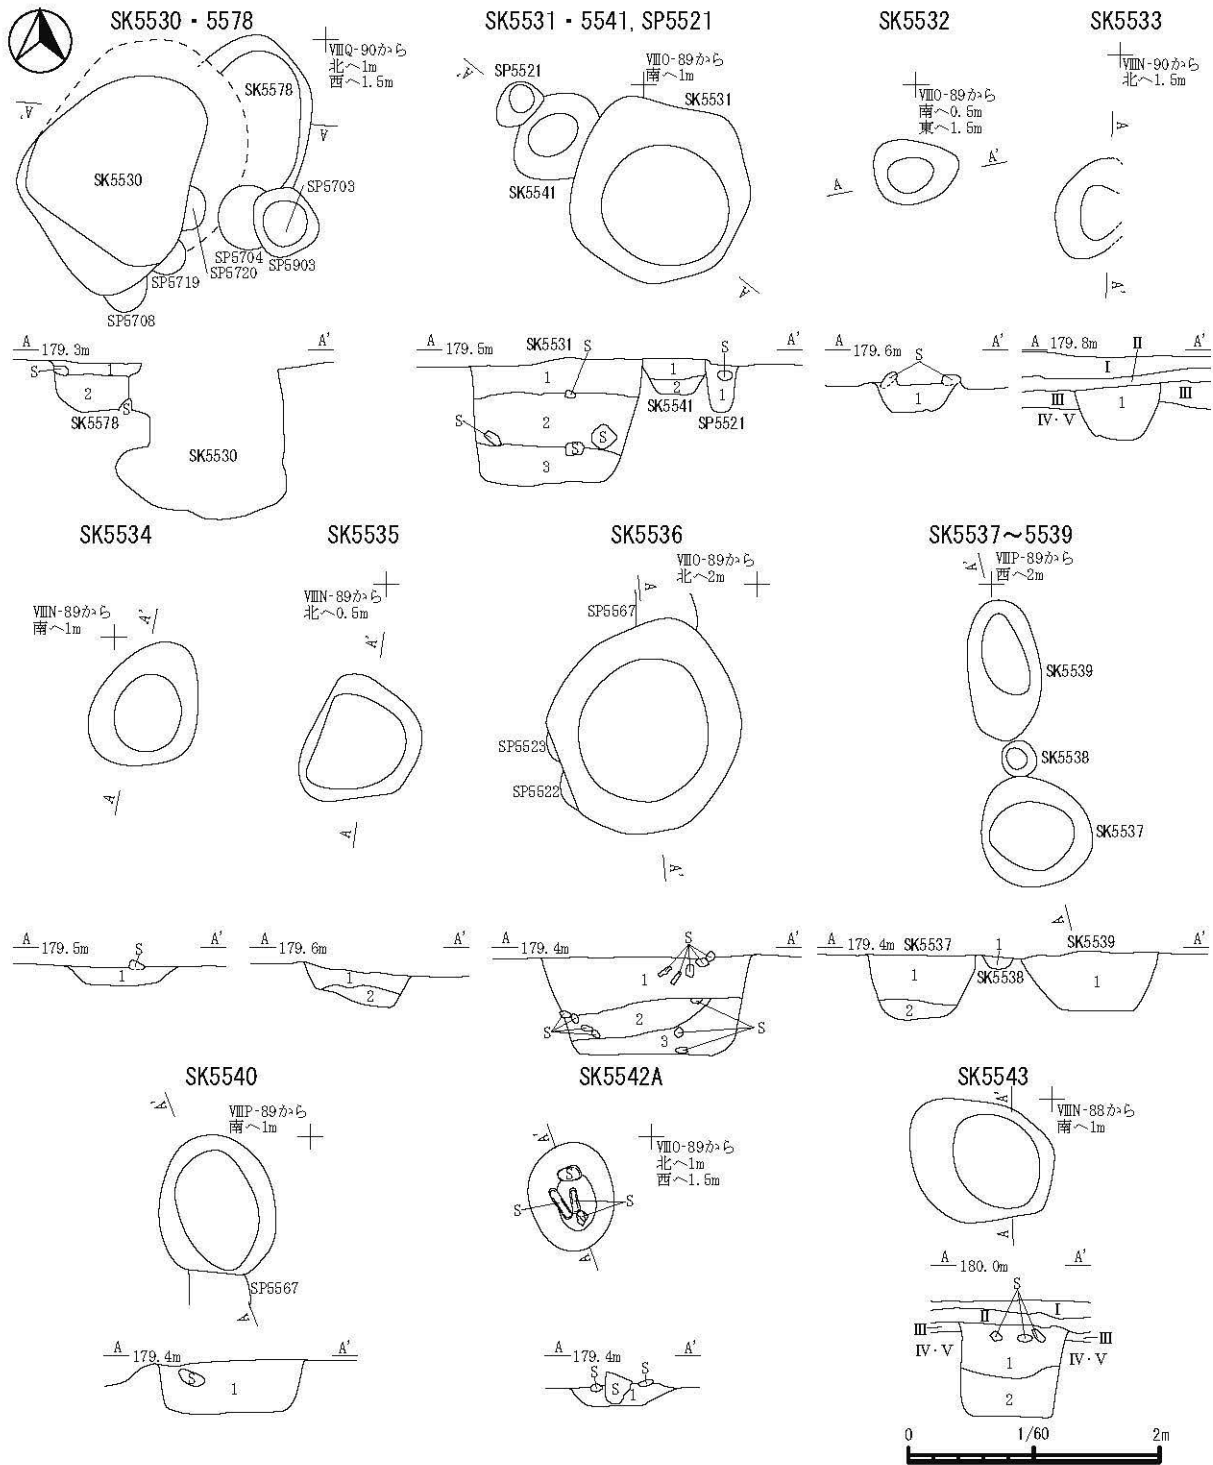 SK5530・5578
ⅧQ-90から
北へ1m
西へ1.5m
SK5578
A'
A
SK5530
SP5703
SP5704
SP5720
SP5903
SP5719
SP5708
A
179.3m
A'
S
1
2
S
SK5578
SK5530
SK5531・5541, SP5521
ⅧO-89から
南へ1m
A'
SP5521
SK5531
SK5541
A
A
179.5m
SK5531
S
S
A'
1
1
2
1
SK5541
SP5521
2
S
S
S
3
SK5532
ⅧO-89から
南へ0.5m
東へ1.5m
A'
A
A
179.6m
S
A'
1
SK5533
ⅧN-90から
北へ1.5m
A
A'
A
179.8m
Ⅱ
A'
Ⅰ
Ⅲ
Ⅲ
1
Ⅳ・Ⅴ
SK5534
ⅧN-89から
南へ1m
A'
A
A
179.5m
S
A'
1
SK5535
ⅧN-89から
北へ0.5m
A'
A
A
179.6m
A'
1
2
SK5536
ⅧO-89から
北へ2m
A
SP5567
SP5523
SP5522
A'
A
179.4m
S
A'
1
2
S
S
3
SK5537～5539
ⅧP-89から
西へ2m
A'
SK5539
SK5538
SK5537
A
A
179.4m
SK5537
1
SK5539
A'
1
SK5538
1
2
SK5540
ⅧP-89から
南へ1m
A'
SP5567
A
A
179.4m
A'
S
1
SK5542A
ⅧO-89から
北へ1m
西へ1.5m
A'
S
S
S
A
A
179.4m
A'
S
S
S
1
SK5543
A'
ⅧN-88から
南へ1m
A
A
180.0m
A'
S
Ⅰ
Ⅱ
Ⅲ
Ⅲ
Ⅳ・Ⅴ
Ⅳ・Ⅴ
1
2
0
1/60
2m